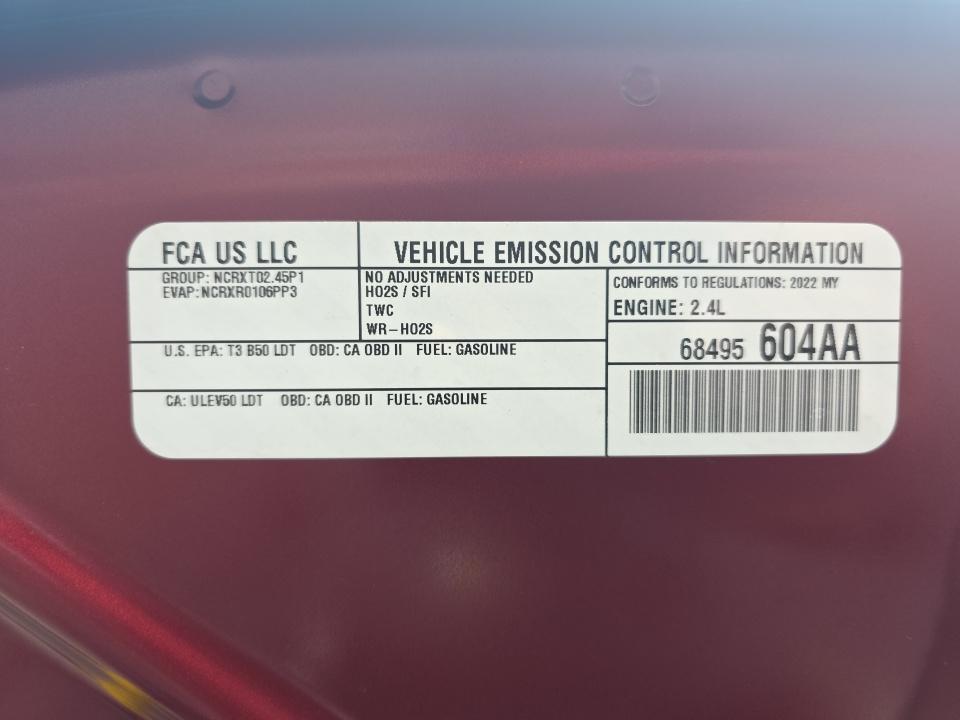 FCA US LLC
VEHICLE EMISSION CONTROL INFORMATION
GROUP: NCRXT02.45P1
EVAP: NCRXR0106PP3
NO ADJUSTMENTS NEEDED
HO2S / SFI
TWC
WR-HO2S
CONFORMS TO REGULATIONS: 2022 MY
ENGINE: 2.4L
68495 604AA
U.S. EPA: T3 B50 LDT OBD: CA OBD II FUEL: GASOLINE
CA: ULEV50 LDT OBD: CA OBD II FUEL: GASOLINE